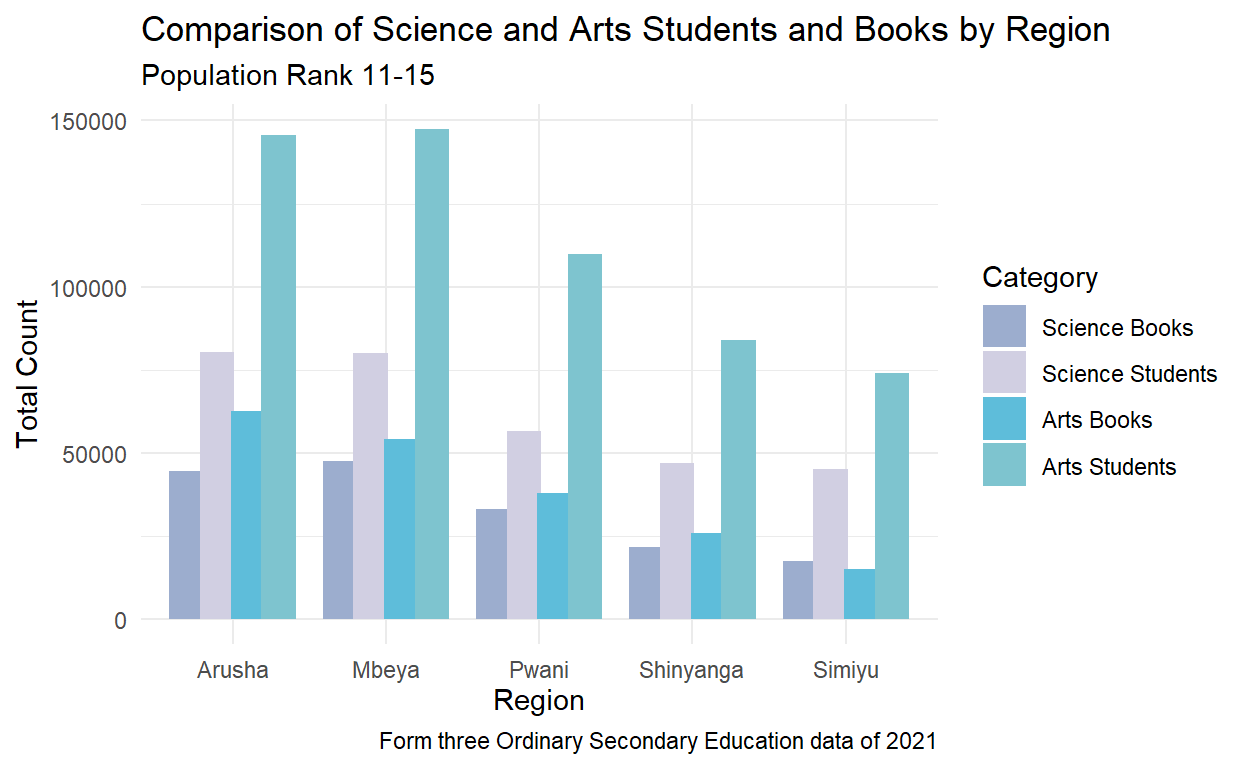 Comparison of Science and Arts Students and Books by Region
Population Rank 11-15
150000
100000
50000
0
Total Count
Arusha
Mbeya
Pwani
Shinyanga
Simiyu
Region
Form three Ordinary Secondary Education data of 2021
Category
Science Books
Science Students
Arts Books
Arts Students